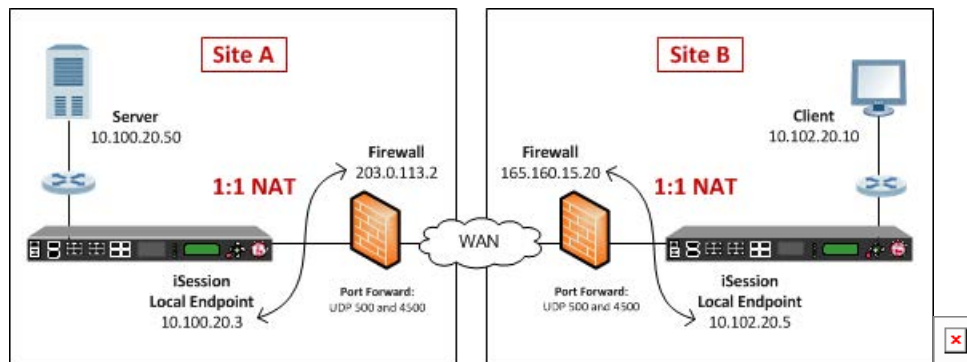 Site A
Server
10.100.20.50
Firewall
203.0.113.2
1:1 NAT
iSession
Local Endpoint
10.100.20.3
Port Forward:
UDP 500 and 4500
WAN
Site B
Client
10.102.20.10
Firewall
165.160.15.20
1:1 NAT
Port Forward:
UDP 500 and 4500
iSession
Local Endpoint
10.102.20.5